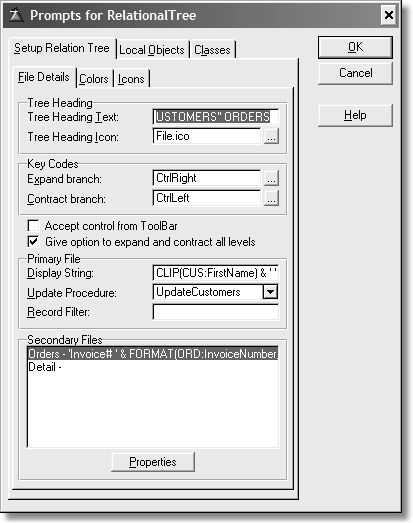 Prompts for RelationalTree
Setup Relation Tree Local Objects Classes
OK
Cancel
Help
File Details Colors Icons
Tree Heading
Tree Heading Text: USTOMERS'' ORDERS
Tree Heading Icon: File.ico ...
Key Codes
Expand branch: CtrlRight ...
Contract branch: CtrlLeft ...
Accept control from ToolBar
Give option to expand and contract all levels
Primary File
Display String: CLIP(CUS:FirstName) & ' '
Update Procedure: UpdateCustomers
Record Filter:
Secondary Files
Orders - 'Invoice# ' & FORMAT(ORD:InvoiceNumber,
Detail -
Properties